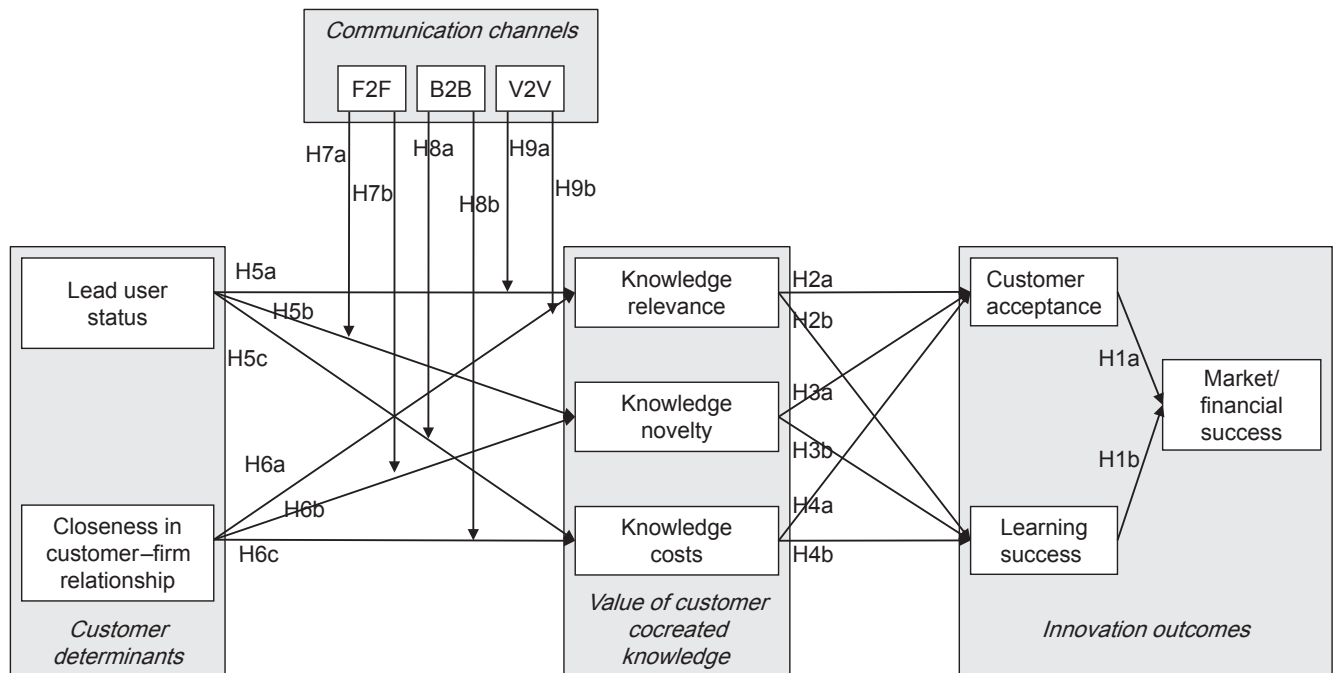 Communication channels
F2F
B2B
V2V
H7a
H7b
H8a
H8b
H9a
H9b
Lead user
status
Closeness in
customer–firm
relationship
Customer
determinants
H5a
H5b
H5c
H6a
H6b
H6c
Knowledge
relevance
Knowledge
novelty
Knowledge
costs
Value of customer
cocreated
knowledge
H2a
H2b
H3a
H3b
H4a
H4b
Customer
acceptance
Learning
success
H1a
H1b
Market/
financial
success
Innovation outcomes